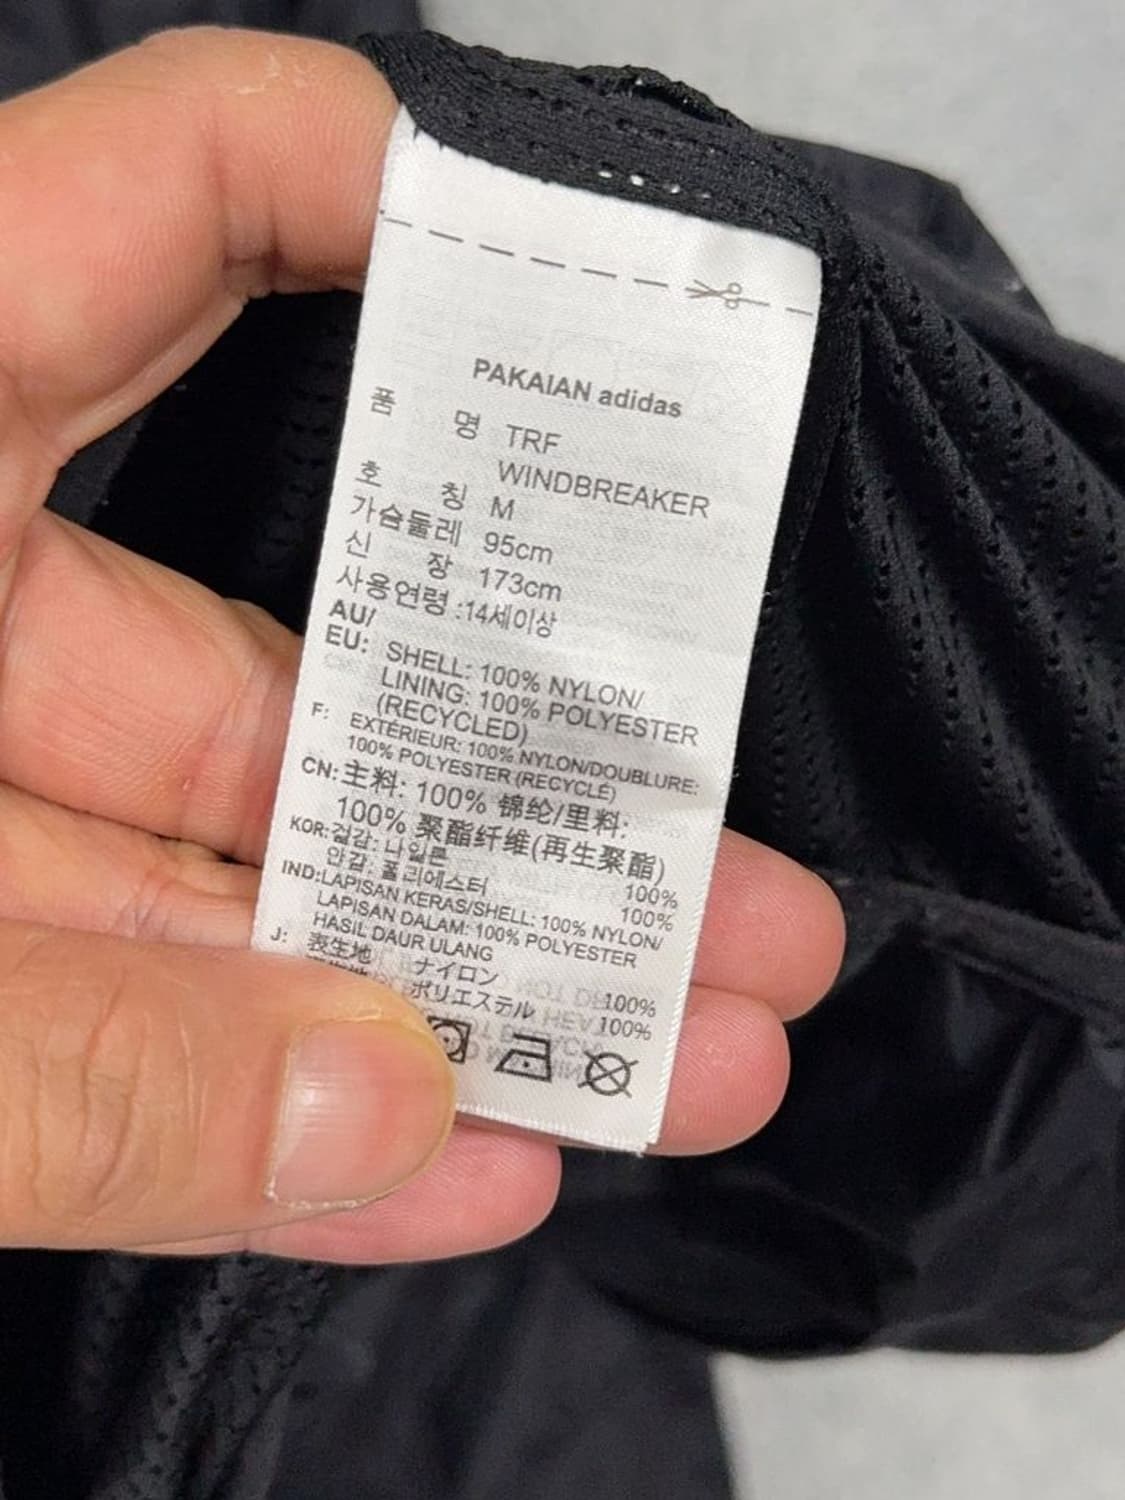 PAKAIAN adidas
품 명 TRF
WINDBREAKER
호 칭 M
가슴둘레 95cm
신 장 173cm
사용연령 :14세이상
AU/
EU: SHELL: 100% NYLON/
LINING: 100% POLYESTER
(RECYCLED)
F: EXTÉRIEUR: 100% NYLON/DOUBLURE:
100% POLYESTER (RECYCLÉ)
CN: 主料: 100% 锦纶/里料:
100% 聚酯纤维(再生聚酯)
KOR: 겉감: 나일론 100%
안감: 폴리에스터 100%
IND: LAPISAN KERAS/SHELL: 100% NYLON/
LAPISAN DALAM: 100% POLYESTER
HASIL DAUR ULANG
J: 表生地 ナイロン 100%
ポリエステル 100%